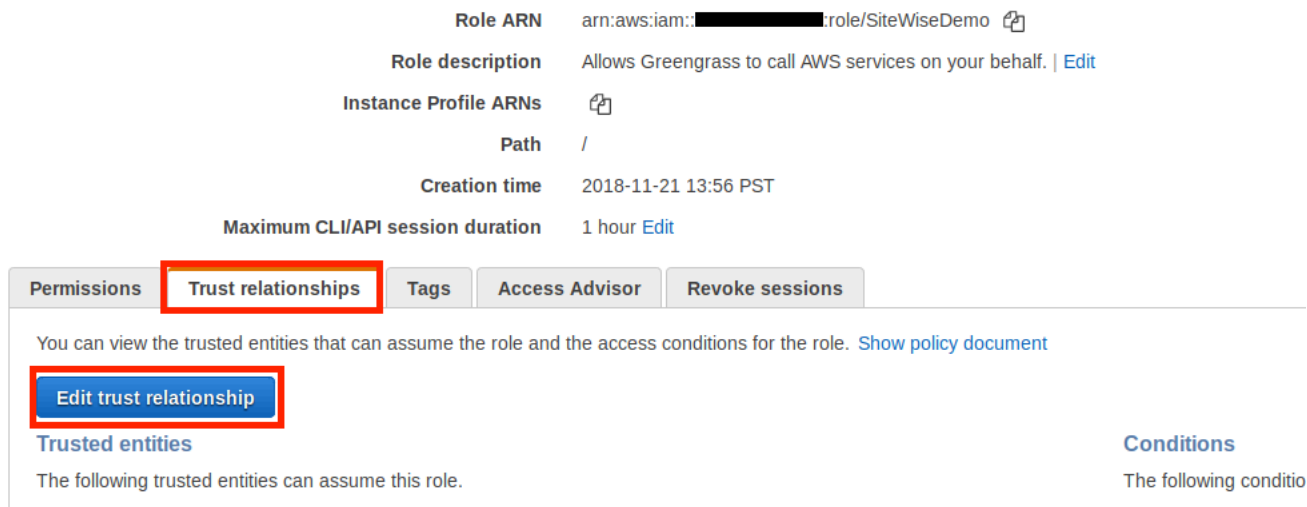 Role ARN arn:aws:iam:: :role/SiteWiseDemo
Role description Allows Greengrass to call AWS services on your behalf. | Edit
Instance Profile ARNs
Path /
Creation time 2018-11-21 13:56 PST
Maximum CLI/API session duration 1 hour Edit
Permissions Trust relationships Tags Access Advisor Revoke sessions
You can view the trusted entities that can assume the role and the access conditions for the role. Show policy document
Edit trust relationship
Trusted entities Conditions
The following trusted entities can assume this role. The following conditio